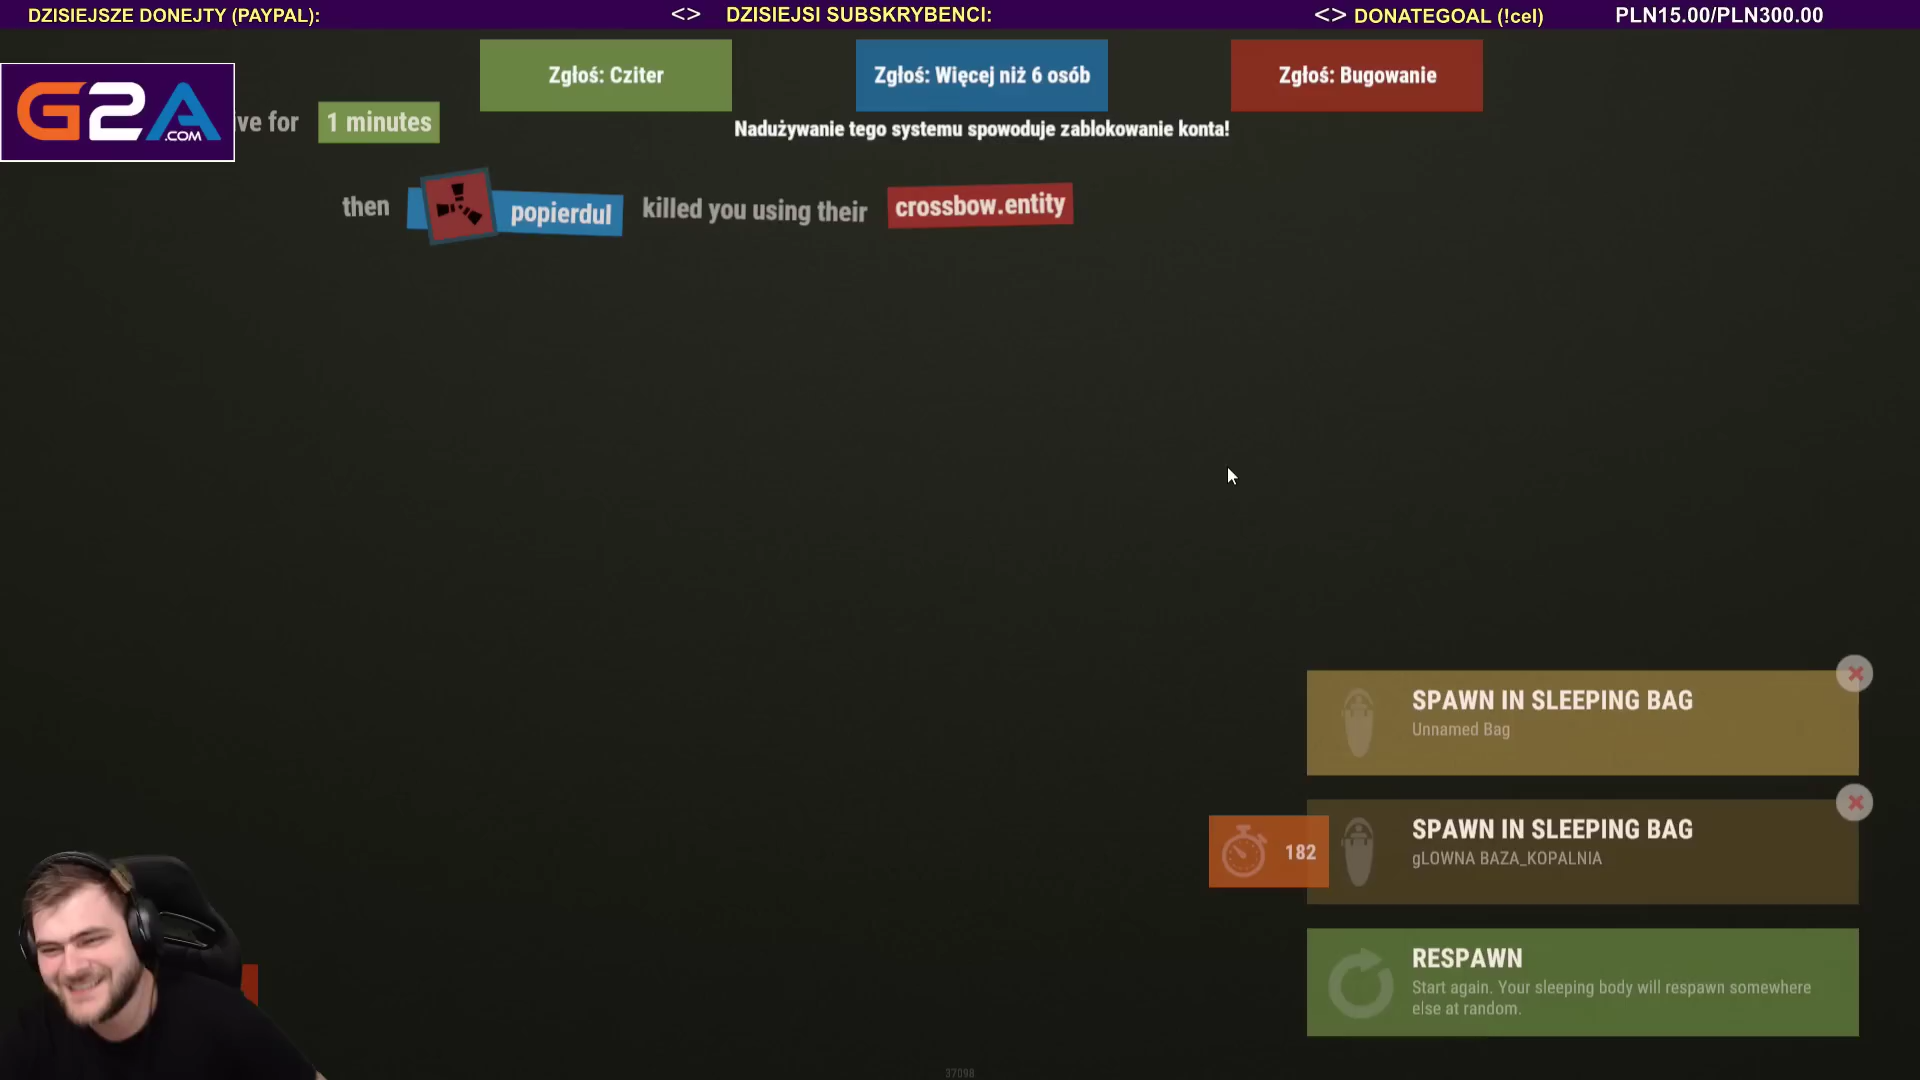 DZISIEJSZE DONEJTY (PAYPAL): <> DZISIEJSI SUBSKRYBENCI: <> DONATEGOAL (!cel) PLN15.00/PLN300.00
Zgłoś: Cziter
Zgłoś: Więcej niż 6 osób
Zgłoś: Bugowanie
G2A
.COM
ve for 1 minutes
Nadużywanie tego systemu spowoduje zablokowanie konta!
then popierdul killed you using their crossbow.entity
SPAWN IN SLEEPING BAG
Unnamed Bag
182
SPAWN IN SLEEPING BAG
gLOWNA BAZA_KOPALNIA
RESPAWN
Start again. Your sleeping body will respawn somewhere
else at random.
37098